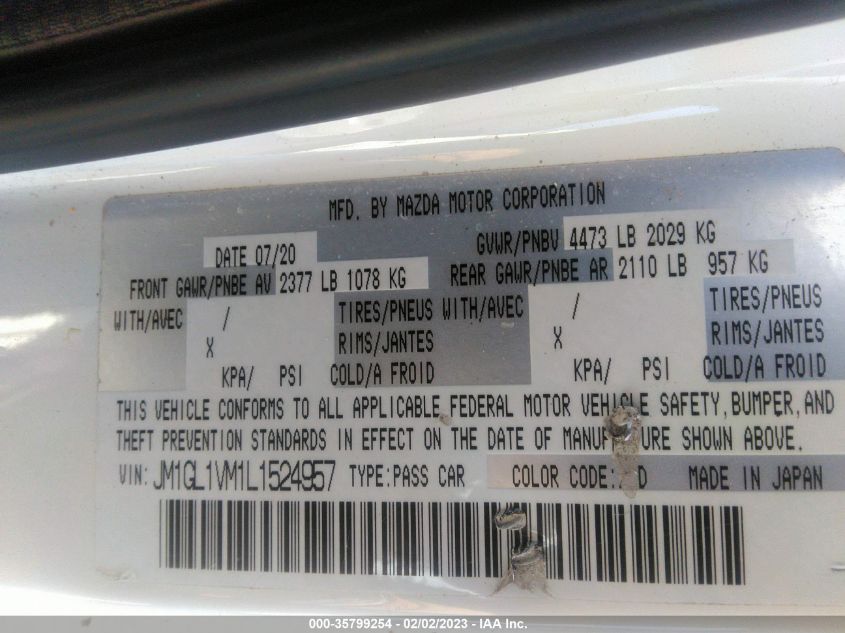 MFD. BY MAZDA MOTOR CORPORATION
DATE 07/20 GVWR/PNBV 4473 LB 2029 KG
FRONT GAWR/PNBE AV 2377 LB 1078 KG REAR GAWR/PNBE AR 2110 LB 957 KG
WITH/AVEC / TIRES/PNEUS WITH/AVEC / TIRES/PNEUS
X RIMS/JANTES X RIMS/JANTES
KPA/ PSI COLD/A FROID KPA/ PSI COLD/A FROID
THIS VEHICLE CONFORMS TO ALL APPLICABLE FEDERAL MOTOR VEHICLE SAFETY, BUMPER, AND
THEFT PREVENTION STANDARDS IN EFFECT ON THE DATE OF MANUFACTURE SHOWN ABOVE.
VIN: JM1GL1VM1L1524957 TYPE: PASS CAR COLOR CODE: MADE IN JAPAN
000-35799254 - 02/02/2023 - IAA Inc.